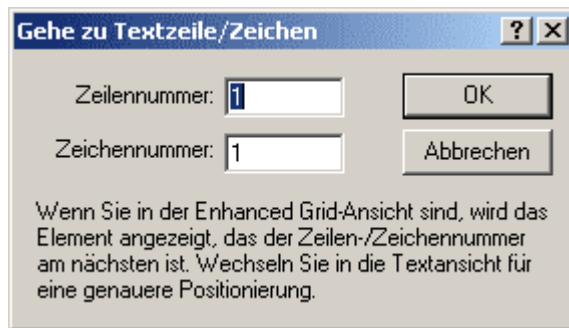 Gehe zu Textzeile/Zeichen
Zeilennummer: 1
OK
Zeichennummer: 1
Abbrechen
Wenn Sie in der Enhanced Grid-Ansicht sind, wird das
Element angezeigt, das der Zeilen-/Zeichennummer
am nächsten ist. Wechseln Sie in die Textansicht für
eine genauere Positionierung.